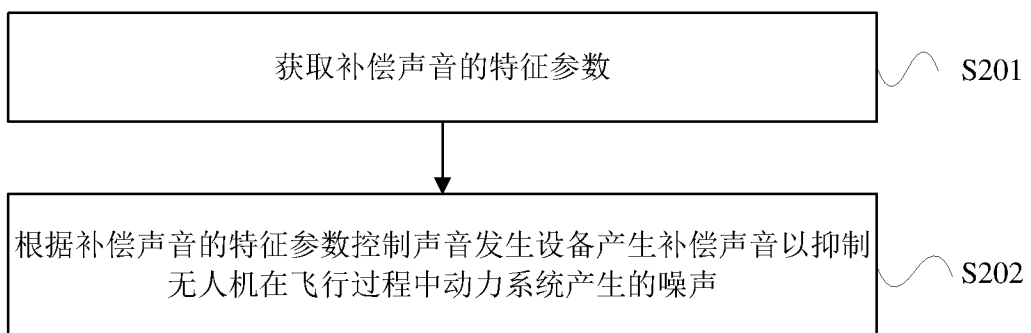 获取补偿声音的特征参数
S201
根据补偿声音的特征参数控制声音发生设备产生补偿声音以抑制
无人机在飞行过程中动力系统产生的噪声
S202